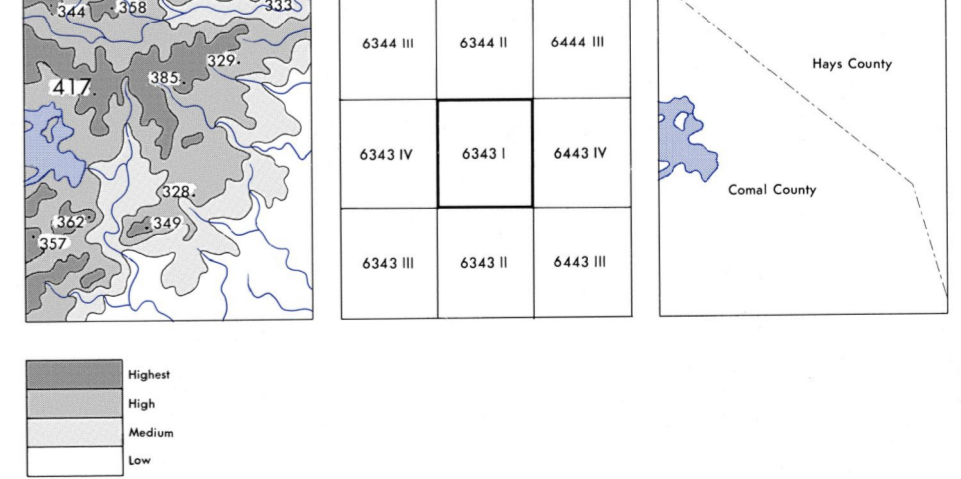 344 358 333
329
385
417
328
362 349
357
6344 III 6344 II 6444 III
6343 IV 6343 I 6443 IV
6343 III 6343 II 6443 III
Hays County
Comal County
Highest
High
Medium
Low